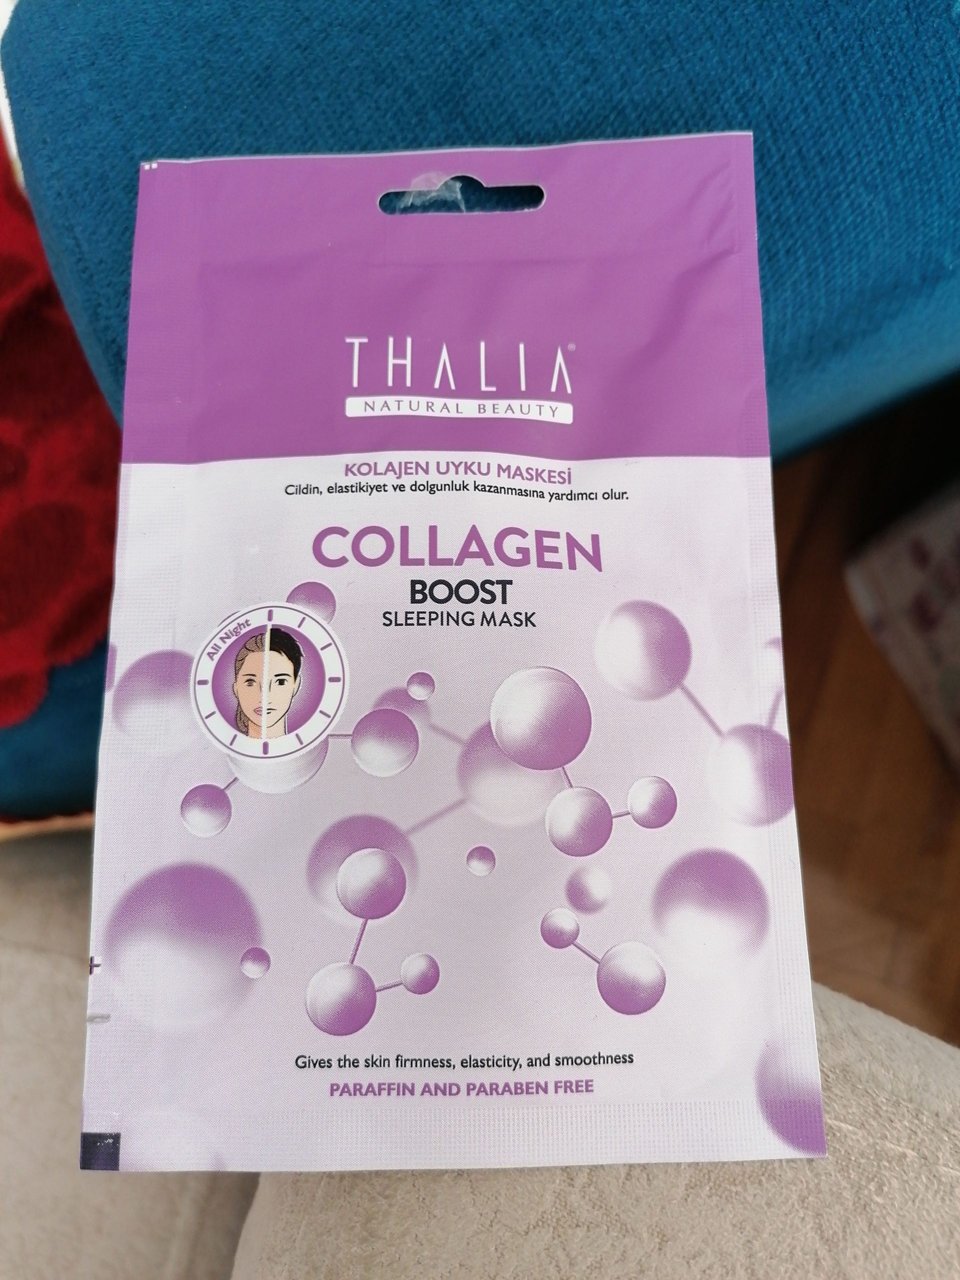 THALIA®
NATURAL BEAUTY
KOLAJEN UYKU MASKESİ
Cildin, elastikiyet ve dolgunluk kazanmasına yardımcı olur.
COLLAGEN
BOOST
SLEEPING MASK
All Night
Gives the skin firmness, elasticity, and smoothness
PARAFFIN AND PARABEN FREE